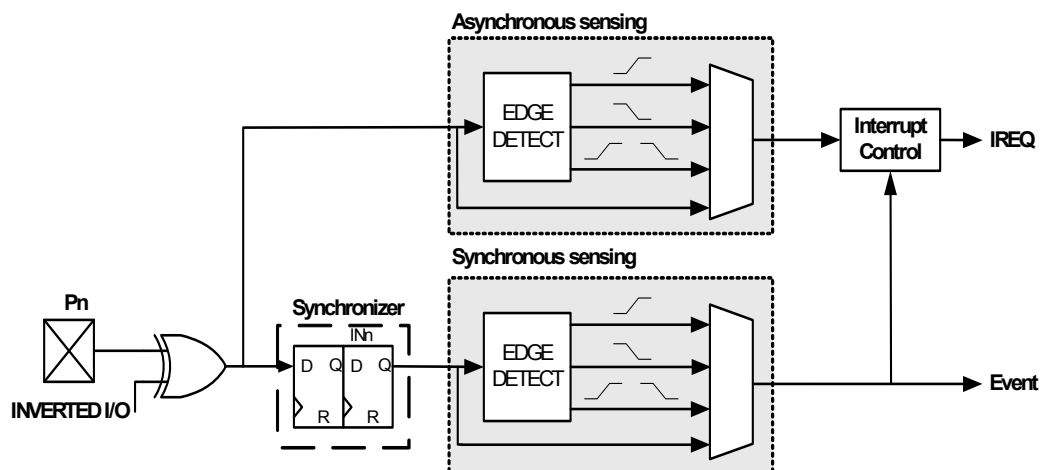 Asynchronous sensing
EDGE
DETECT
Interrupt
Control
IREQ
Synchronous sensing
Pn
Synchronizer
INn
D Q D Q
R R
EDGE
DETECT
Event
INVERTED I/O